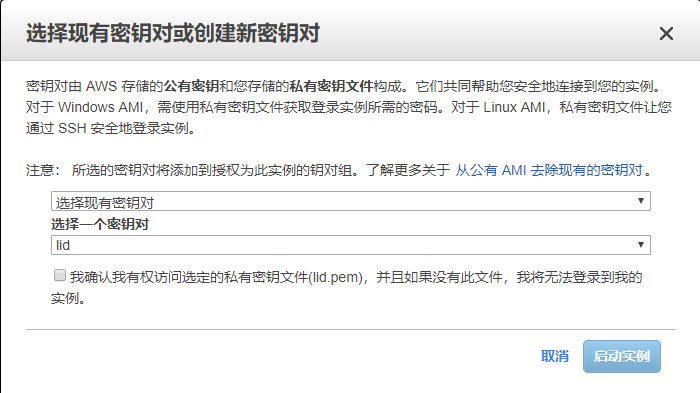 选择现有密钥对或创建新密钥对
密钥对由 AWS 存储的公有密钥和您存储的私有密钥文件构成。它们共同帮助您安全地连接到您的实例。
对于 Windows AMI，需使用私有密钥文件获取登录实例所需的密码。对于 Linux AMI，私有密钥文件让您
通过 SSH 安全地登录实例。
注意： 所选的密钥对将添加到授权为此实例的钥对组。了解更多关于 从公有 AMI 去除现有的密钥对 。
选择现有密钥对
选择一个密钥对
lid
我确认我有权访问选定的私有密钥文件(lid.pem)，并且如果没有此文件，我将无法登录到我的
实例。
取消 启动实例